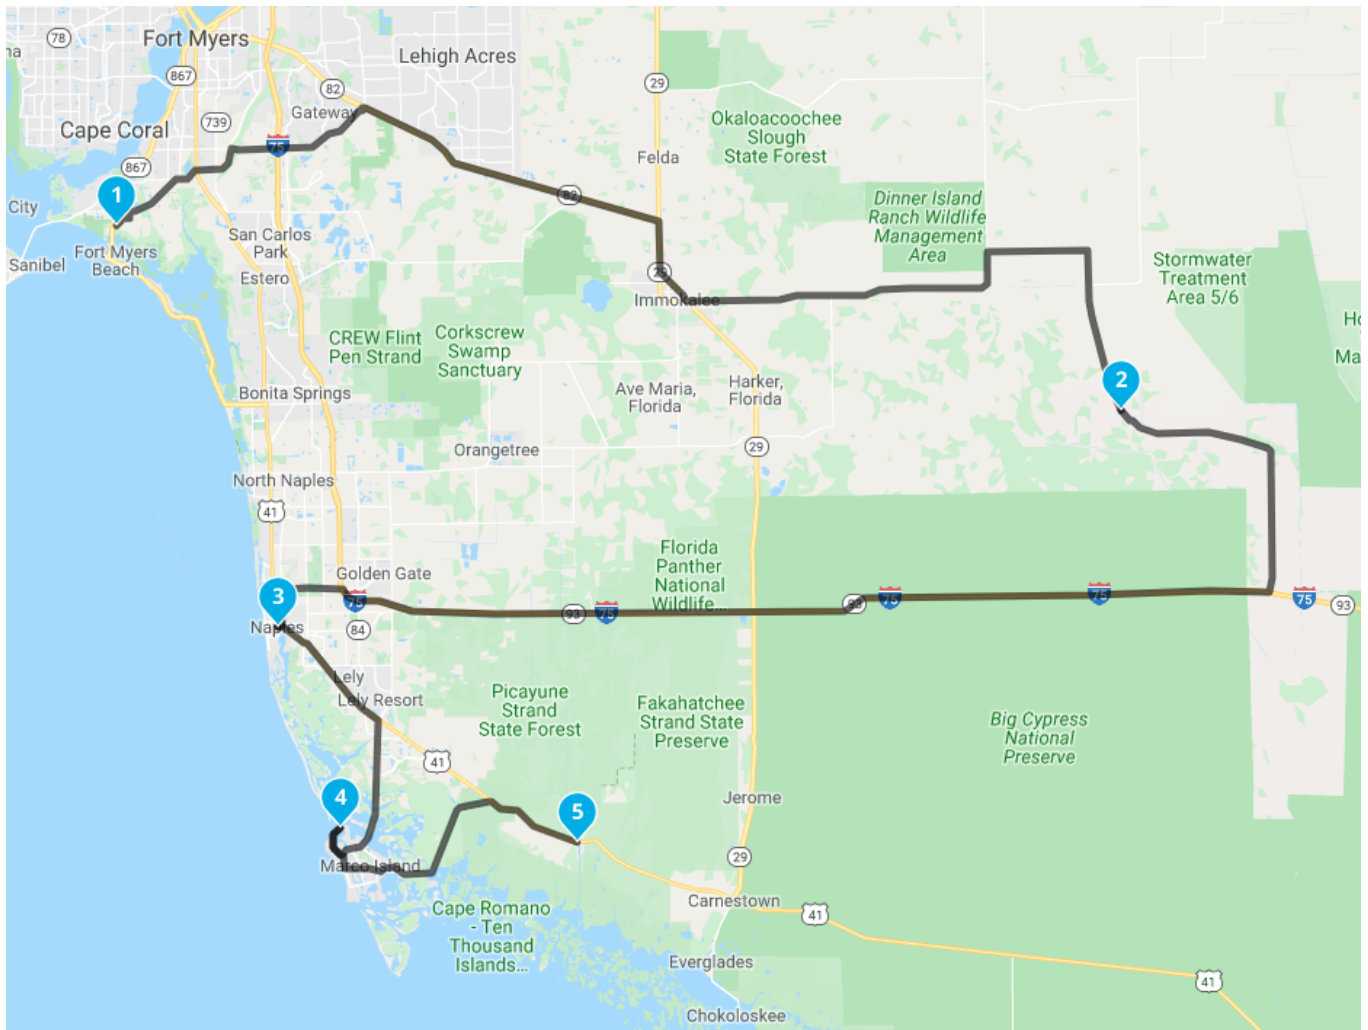 78
Fort Myers
na
Lehigh Acres
867
82
29
Gateway
739
Okaloacoochee
Slough
State Forest
Cape Coral
75
Felda
867
1
82
Dinner Island
Ranch Wildlife
Management
Area
City
San Carlos
Park
Fort Myers
Beach
Sanibel
Estero
Stormwater
Treatment
Area 5/6
29
Immokalee
CREW Flint
Pen Strand
Corkscrew
Swamp
Sanctuary
Ho
Ma
2
Ave Maria,
Florida
Harker,
Florida
Bonita Springs
Orangetree
29
North Naples
41
Florida
Panther
National
Wildlife...
Golden Gate
3
75
93
75
93
75
75
75
93
Naples
84
Lely
Lely Resort
Picayune
Strand
State Forest
Fakahatchee
Strand State
Preserve
Big Cypress
National
Preserve
41
4
5
Jerome
29
Marco Island
Carnestown
41
Cape Romano
- Ten
Thousand
Islands...
Everglades
41
Chokoloskee